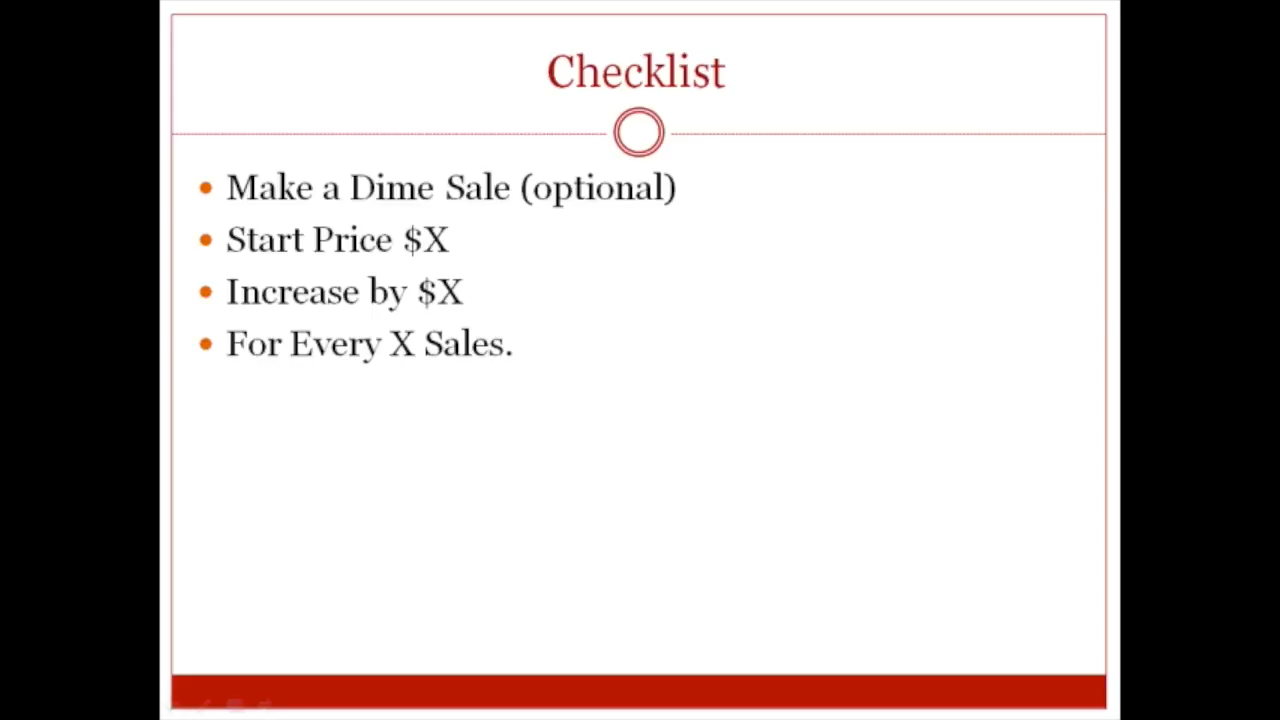 Checklist
Make a Dime Sale (optional)
Start Price $X
Increase by $X
For Every X Sales.